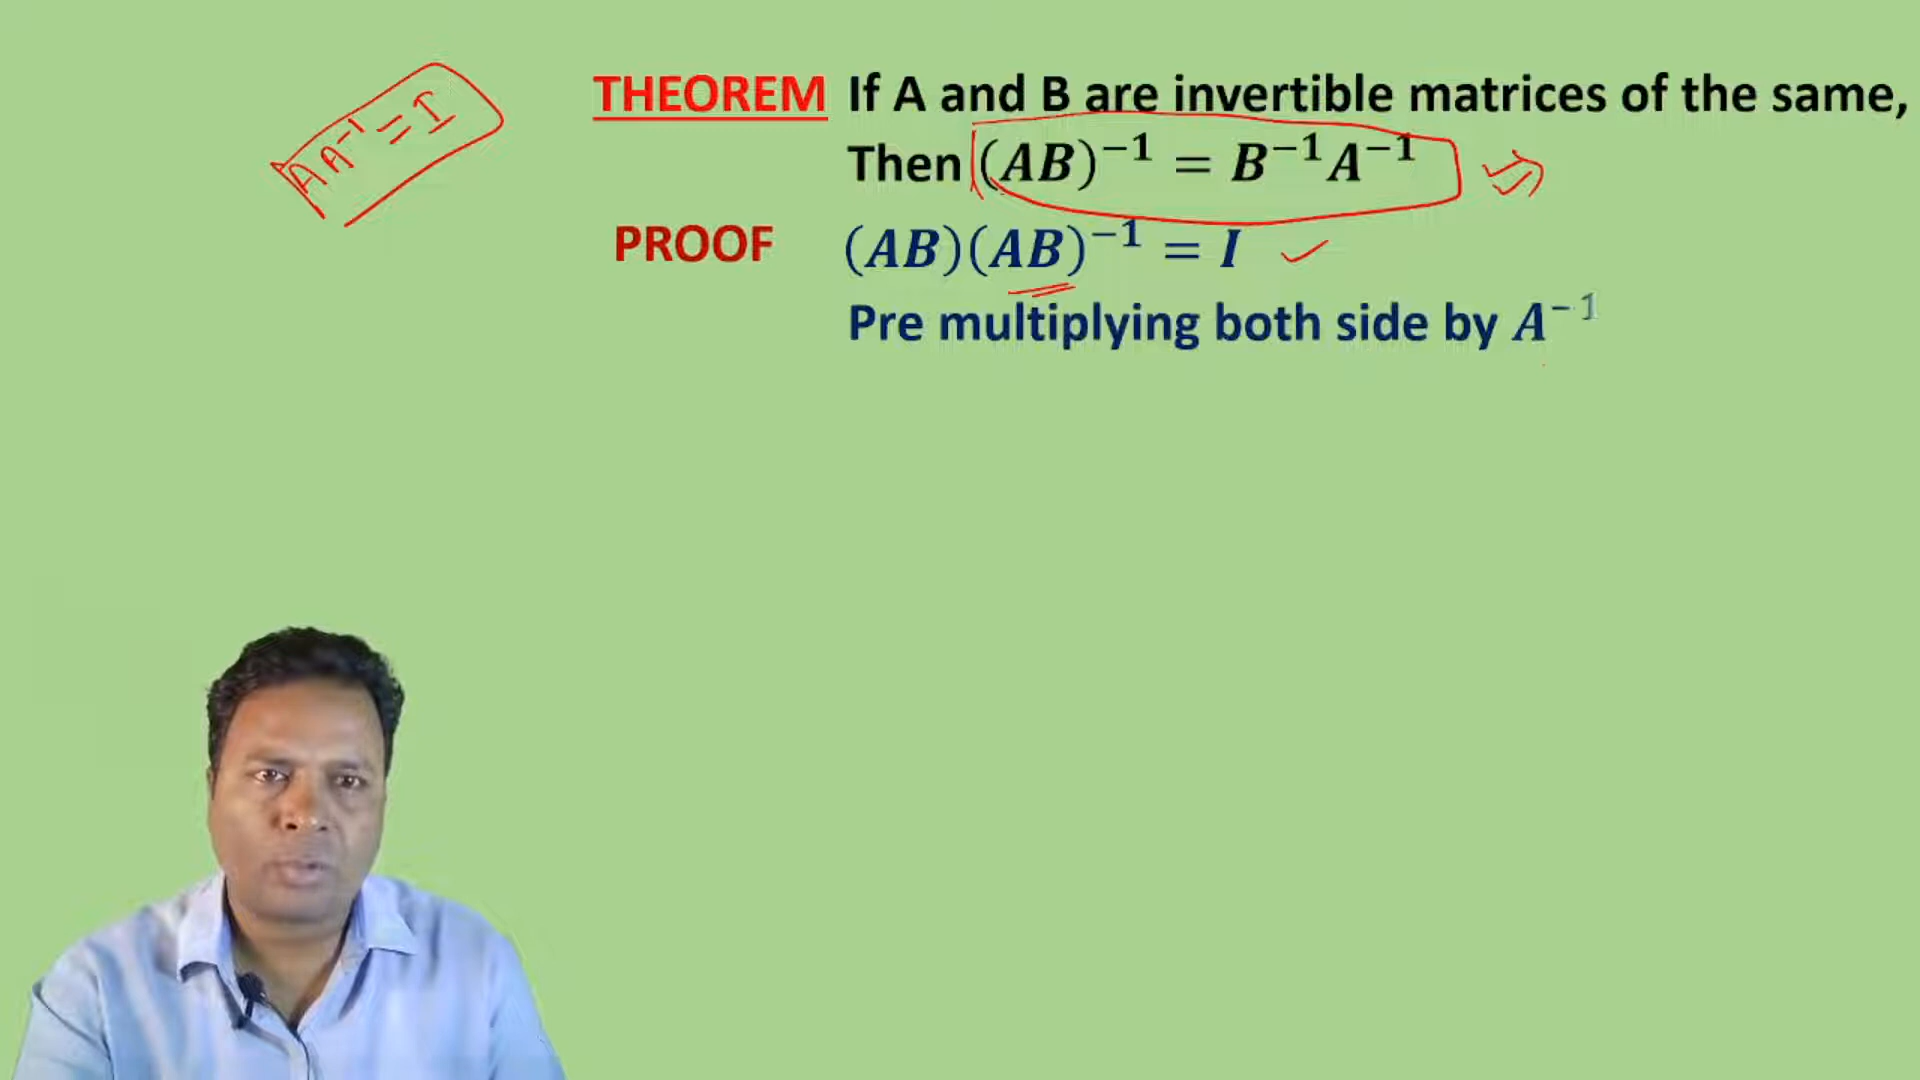 THEOREM If A and B are invertible matrices of the same,
Then (AB)⁻¹ = B⁻¹A⁻¹
AA⁻¹ = I
PROOF (AB)(AB)⁻¹ = I
Pre multiplying both side by A⁻¹